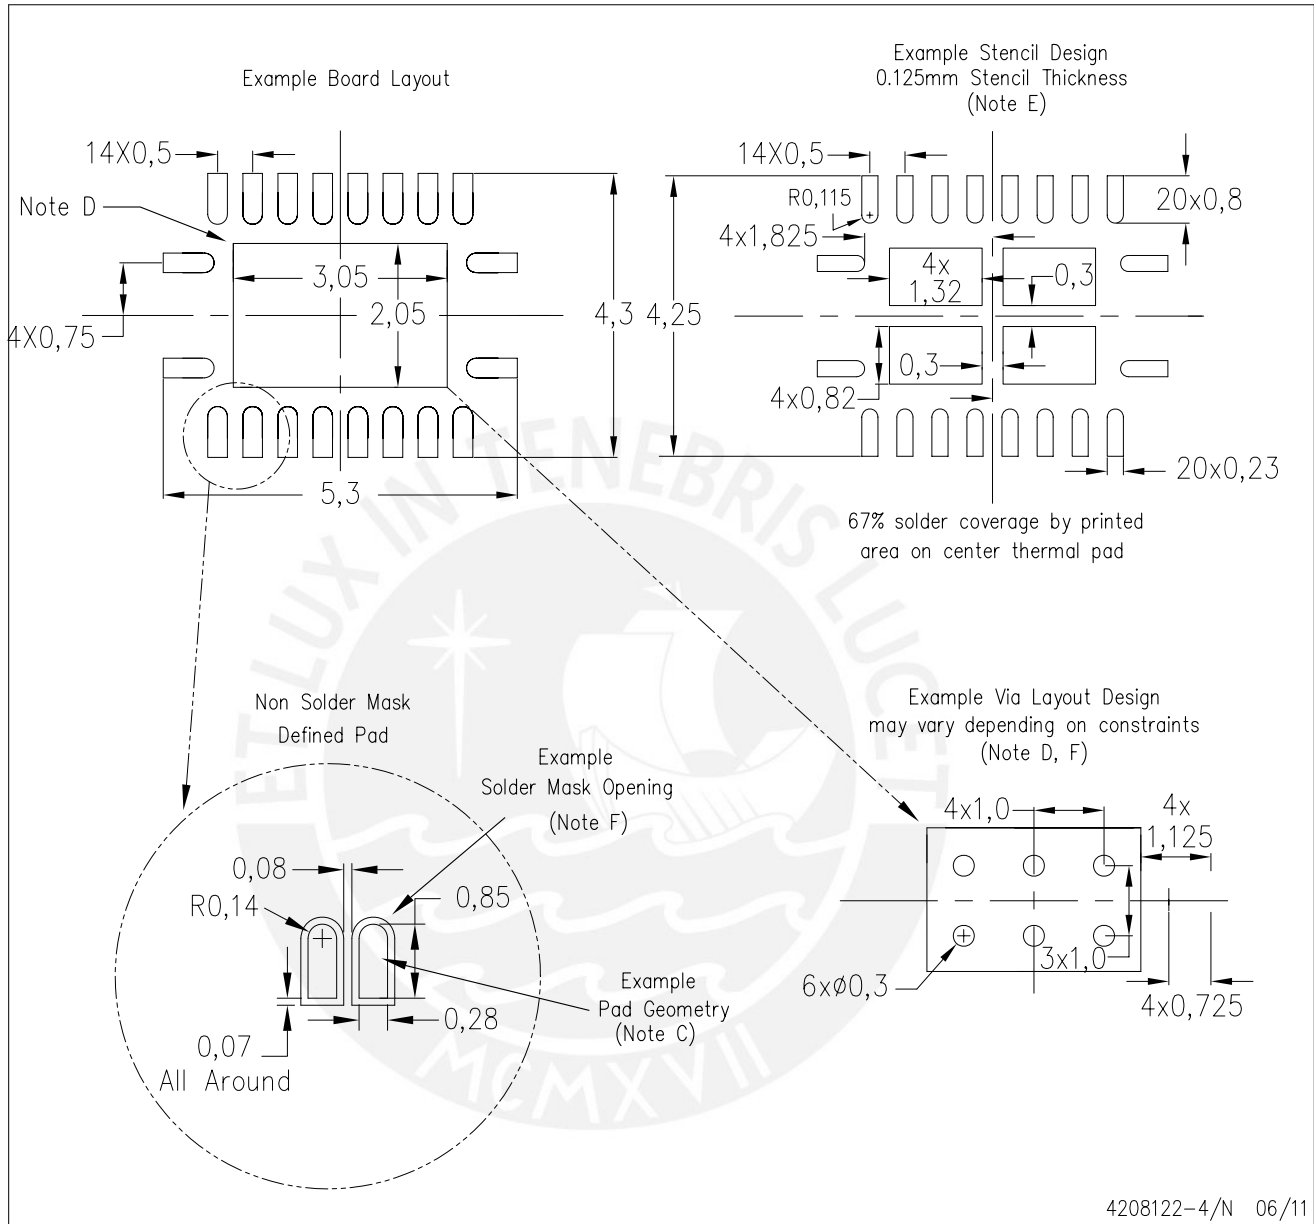 Example Board Layout
14X0,5
Note D
3,05
2,05
4X0,75
4,3
5,3
Example Stencil Design
0.125mm Stencil Thickness
(Note E)
14X0,5
R0,115
4x1,825
20x0,8
4x
1,32
0,3
4,25
0,3
4x0,82
20x0,23
67% solder coverage by printed
area on center thermal pad
Non Solder Mask
Defined Pad
Example
Solder Mask Opening
(Note F)
0,08
R0,14
0,85
Example
Pad Geometry
(Note C)
0,28
0,07
All Around
Example Via Layout Design
may vary depending on constraints
(Note D, F)
4x1,0
4x
1,125
3x1,0
6xø0,3
4x0,725
ET LUX IN TENEBRIS LUCET
MCMXVII
4208122-4/N 06/11